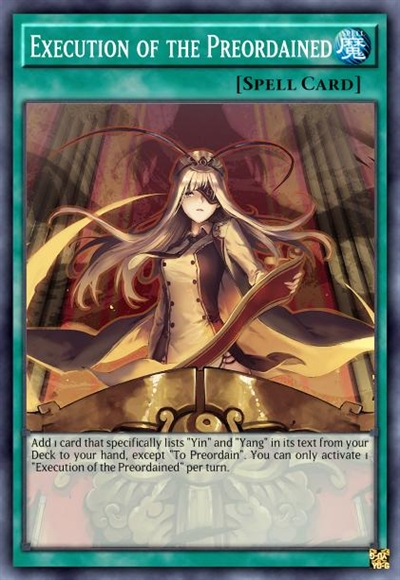 Execution of the Preordained
SPELL
魔
[Spell Card]
Add 1 card that specifically lists "Yin" and "Yang" in its text from your
Deck to your hand, except "To Preordain". You can only activate 1
"Execution of the Preordained" per turn.